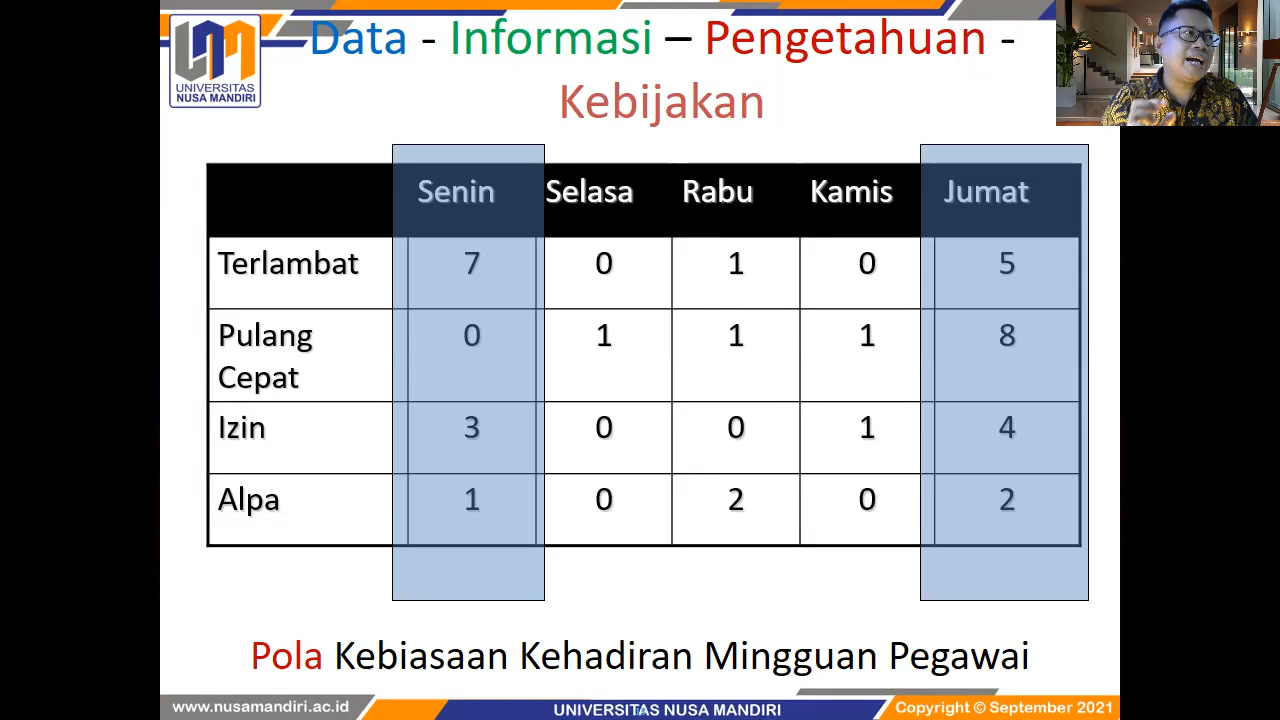 UNIVERSITAS
NUSA MANDIRI
Data - Informasi – Pengetahuan -
Kebijakan
Senin Selasa Rabu Kamis Jumat
Terlambat 7 0 1 0 5
Pulang Cepat 0 1 1 1 8
Izin 3 0 0 1 4
Alpa 1 0 2 0 2
Pola Kebiasaan Kehadiran Mingguan Pegawai
www.nusamandiri.ac.id UNIVERSITAS NUSA MANDIRI Copyright © September 2021